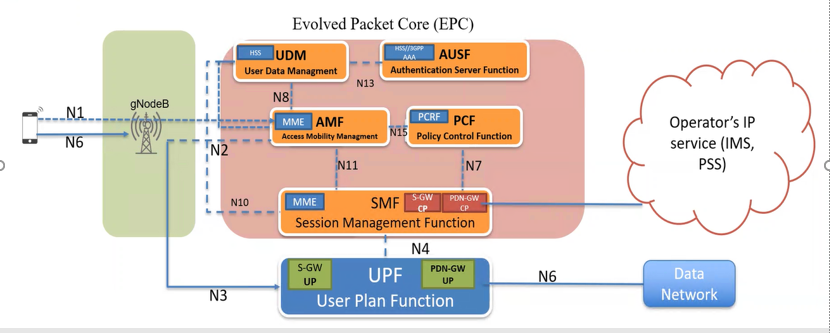 Evolved Packet Core (EPC)
HSS
UDM
User Data Managment
HSS//3GPP
AAA
AUSF
Authentication Server Function
N13
N8
gNodeB
N1
N6
MME
AMF
Access Mobility Managment
N15
PCRF
PCF
Policy Control Function
Operator's IP
service (IMS,
PSS)
N2
N11
N7
N10
MME
SMF
S-GW
CP
PDN-GW
CP
Session Management Function
N4
N3
S-GW
UP
UPF
PDN-GW
UP
User Plan Function
N6
Data
Network